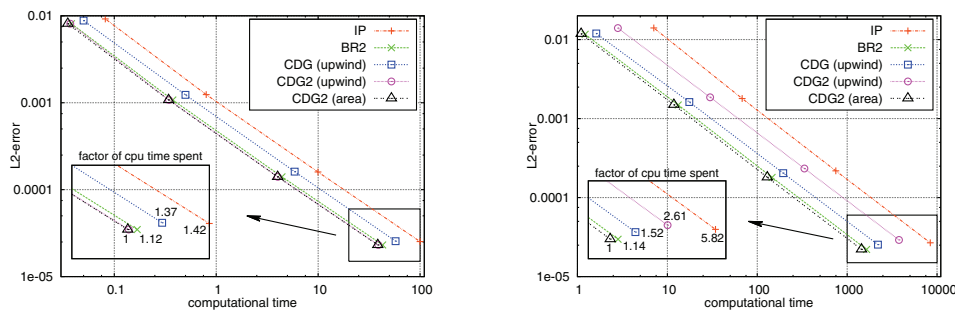 0.01
0.001
0.0001
1e-05
L2-error
IP
BR2
CDG (upwind)
CDG2 (upwind)
CDG2 (area)
factor of cpu time spent
1.37
1
1.12
1.42
0.1
1
10
100
computational time
0.01
0.001
0.0001
1e-05
L2-error
IP
BR2
CDG (upwind)
CDG2 (upwind)
CDG2 (area)
factor of cpu time spent
2.61
1.52
1
1.14
5.82
1
10
100
1000
10000
computational time